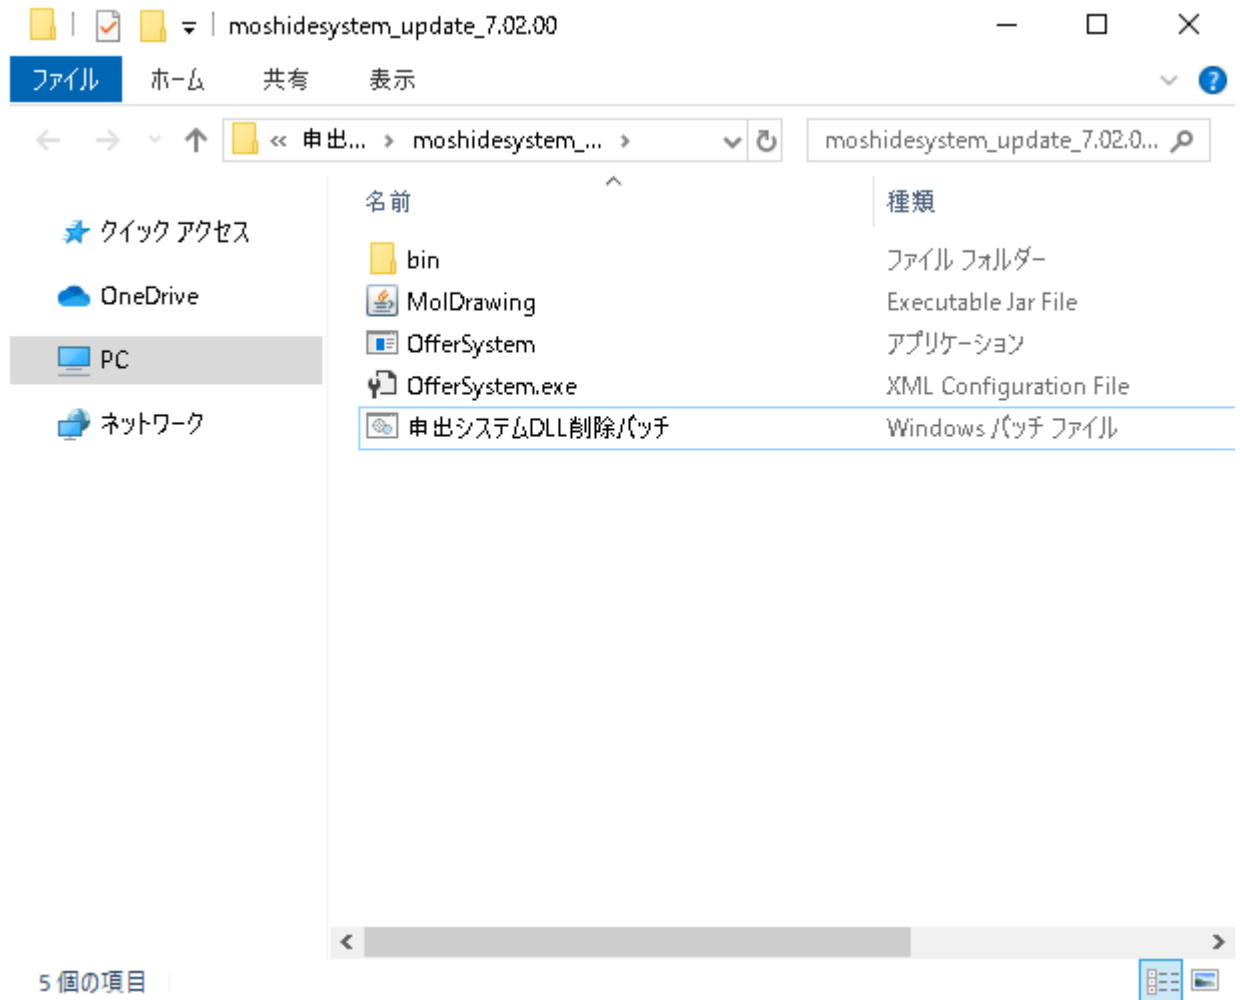 moshidesystem_update_7.02.00
ファイル ホーム 共有 表示
« 申出... › moshidesystem_... › moshidesystem_update_7.02.0...
名前 種類
クイック アクセス
OneDrive
PC
ネットワーク
bin ファイル フォルダー
MolDrawing Executable Jar File
OfferSystem アプリケーション
OfferSystem.exe XML Configuration File
申出システムDLL削除バッチ Windows バッチ ファイル
5 個の項目